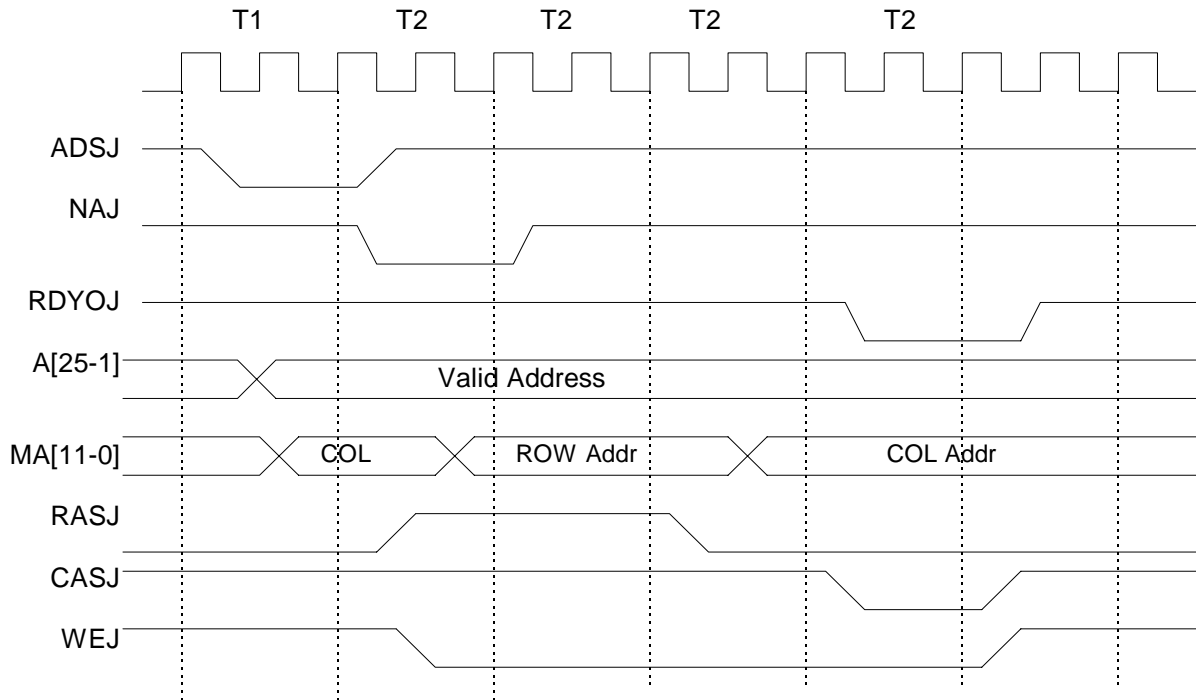 T1 T2 T2 T2 T2
ADSJ
NAJ
RDYOJ
A[25-1]
Valid Address
MA[11-0]
COL ROW Addr COL Addr
RASJ
CASJ
WEJ